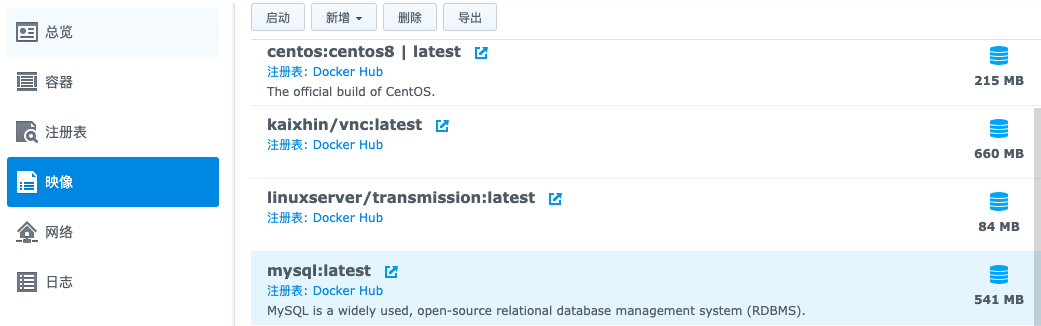 总览
容器
注册表
映像
网络
日志
启动 新增 删除 导出
centos:centos8 | latest
注册表: Docker Hub
The official build of CentOS.
215 MB
kaixhin/vnc:latest
注册表: Docker Hub
660 MB
linuxserver/transmission:latest
注册表: Docker Hub
84 MB
mysql:latest
注册表: Docker Hub
MySQL is a widely used, open-source relational database management system (RDBMS).
541 MB